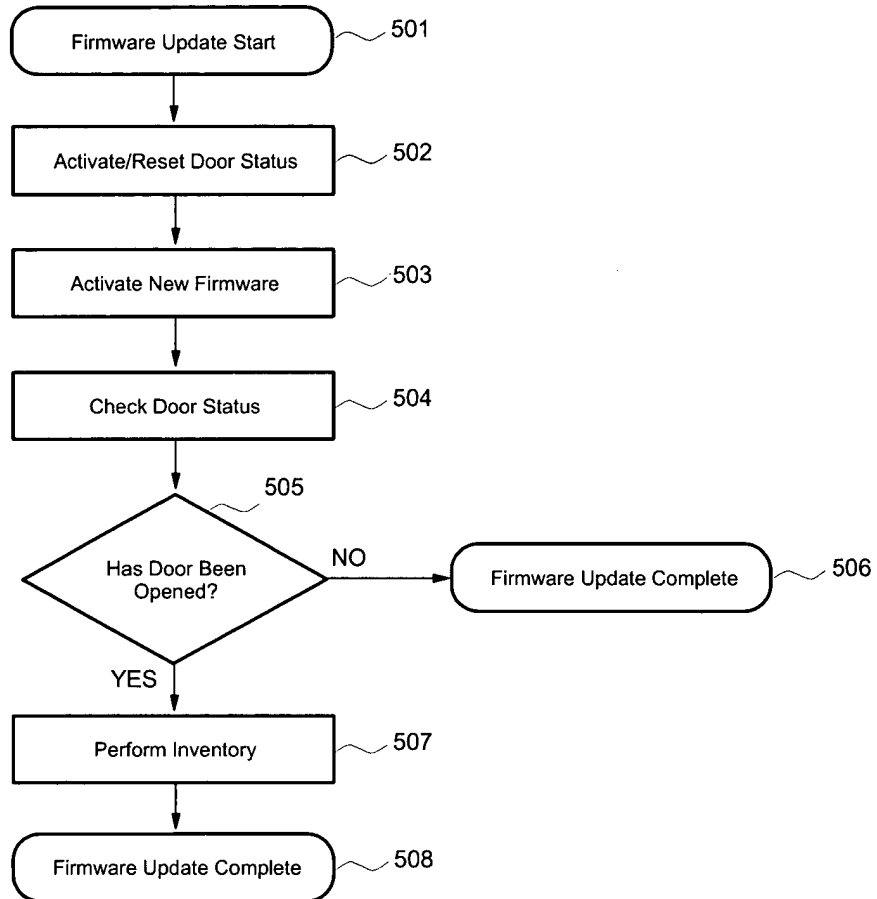 Firmware Update Start
501
Activate/Reset Door Status
502
Activate New Firmware
503
Check Door Status
504
505
Has Door Been
Opened?
NO
Firmware Update Complete
506
YES
Perform Inventory
507
Firmware Update Complete
508